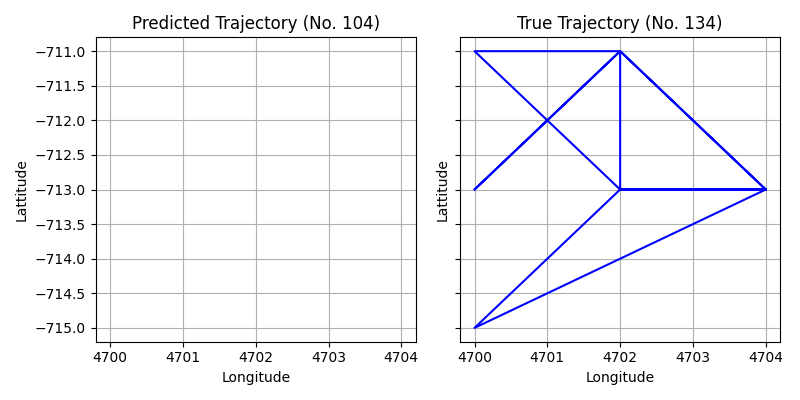 Predicted Trajectory (No. 104)
True Trajectory (No. 134)
−711.0
−711.5
−712.0
−712.5
−713.0
−713.5
−714.0
−714.5
−715.0
Lattitude
Lattitude
4700 4701 4702 4703 4704
4700 4701 4702 4703 4704
Longitude
Longitude